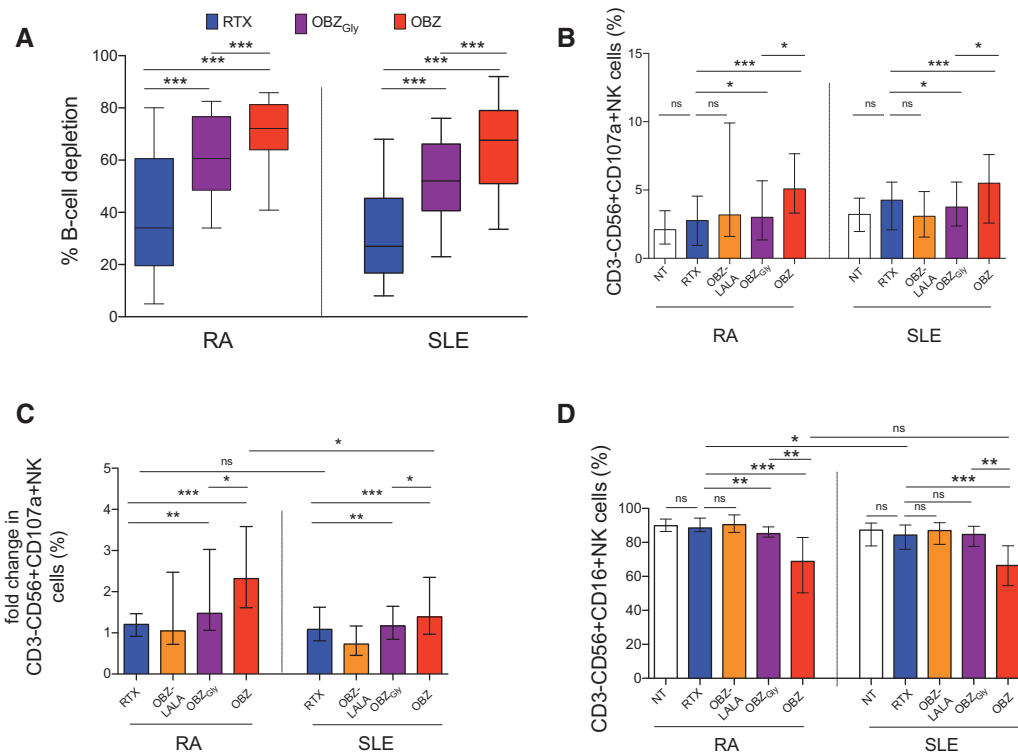 A
RTX
OBZGly
OBZ
% B-cell depletion
100
80
60
40
20
0
***
***
***
***
***
***
RA
SLE
B
CD3-CD56+CD107a+NK cells (%)
15
10
5
0
*
***
*
ns
ns
*
***
*
ns
ns
NT
RTX
OBZ-
LALA
OBZGly
OBZ
NT
RTX
OBZ-
LALA
OBZGly
OBZ
RA
SLE
C
fold change in
CD3-CD56+CD107a+NK
cells (%)
5
4
3
2
1
0
*
ns
*
***
**
*
***
**
RTX
OBZ-
LALA
OBZGly
OBZ
RTX
OBZ-
LALA
OBZGly
OBZ
RA
SLE
D
CD3-CD56+CD16+NK cells (%)
100
80
60
40
20
0
ns
*
**
***
**
ns
ns
**
***
ns
ns
ns
NT
RTX
OBZ-
LALA
OBZGly
OBZ
NT
RTX
OBZ-
LALA
OBZGly
OBZ
RA
SLE